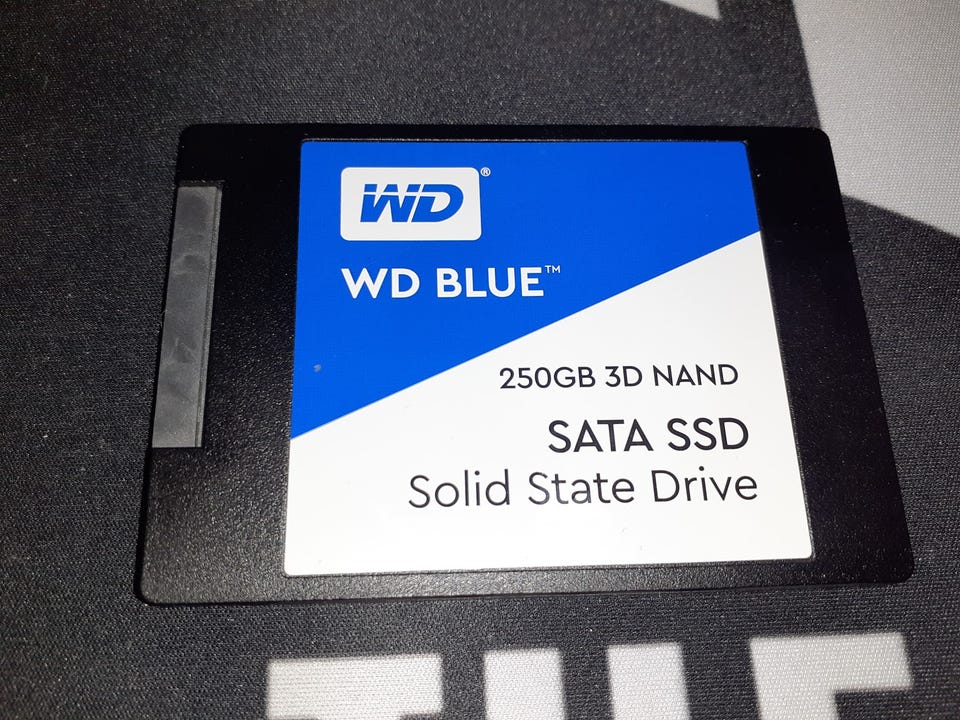 WD®
WD BLUE™
250GB 3D NAND
SATA SSD
Solid State Drive